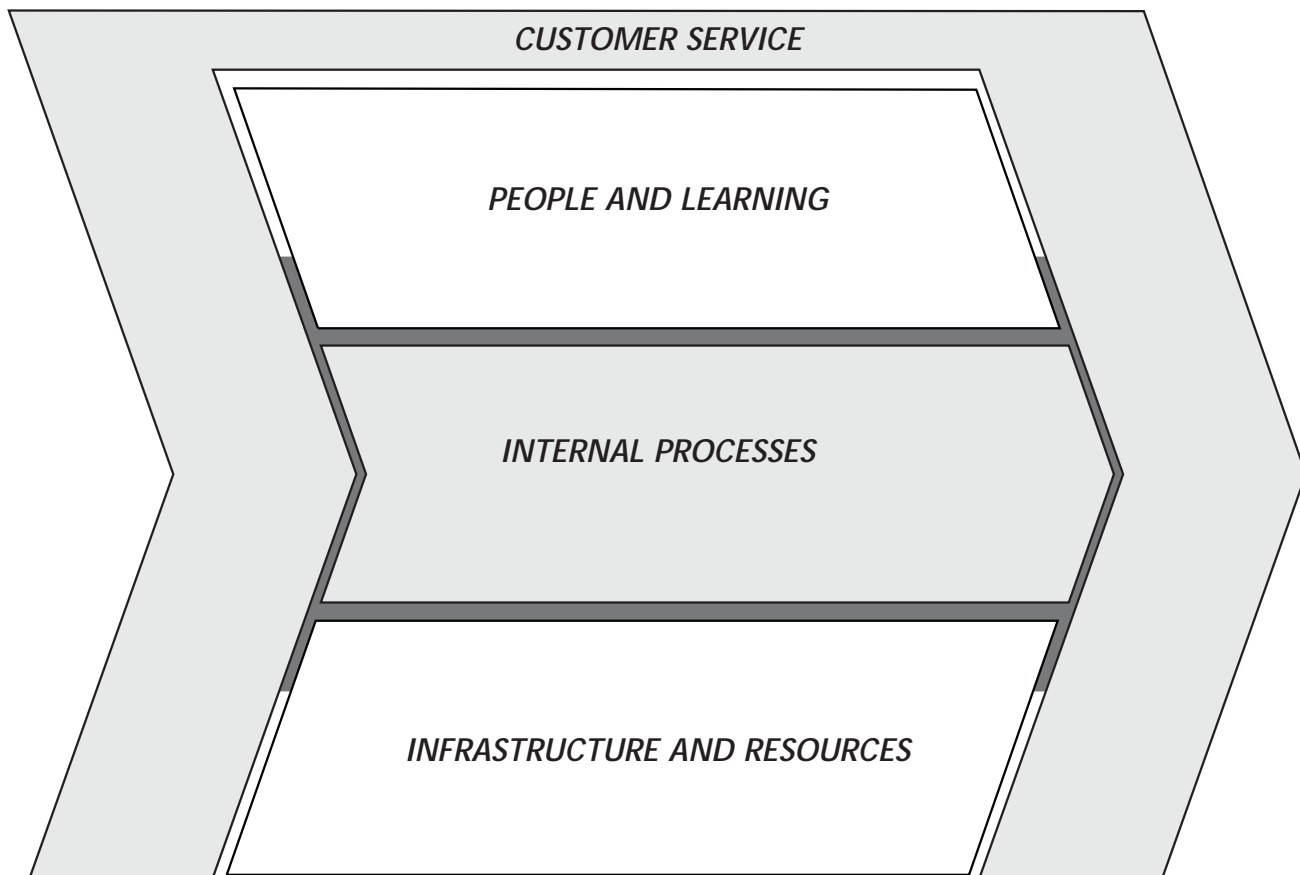 CUSTOMER SERVICE
PEOPLE AND LEARNING
INTERNAL PROCESSES
INFRASTRUCTURE AND RESOURCES